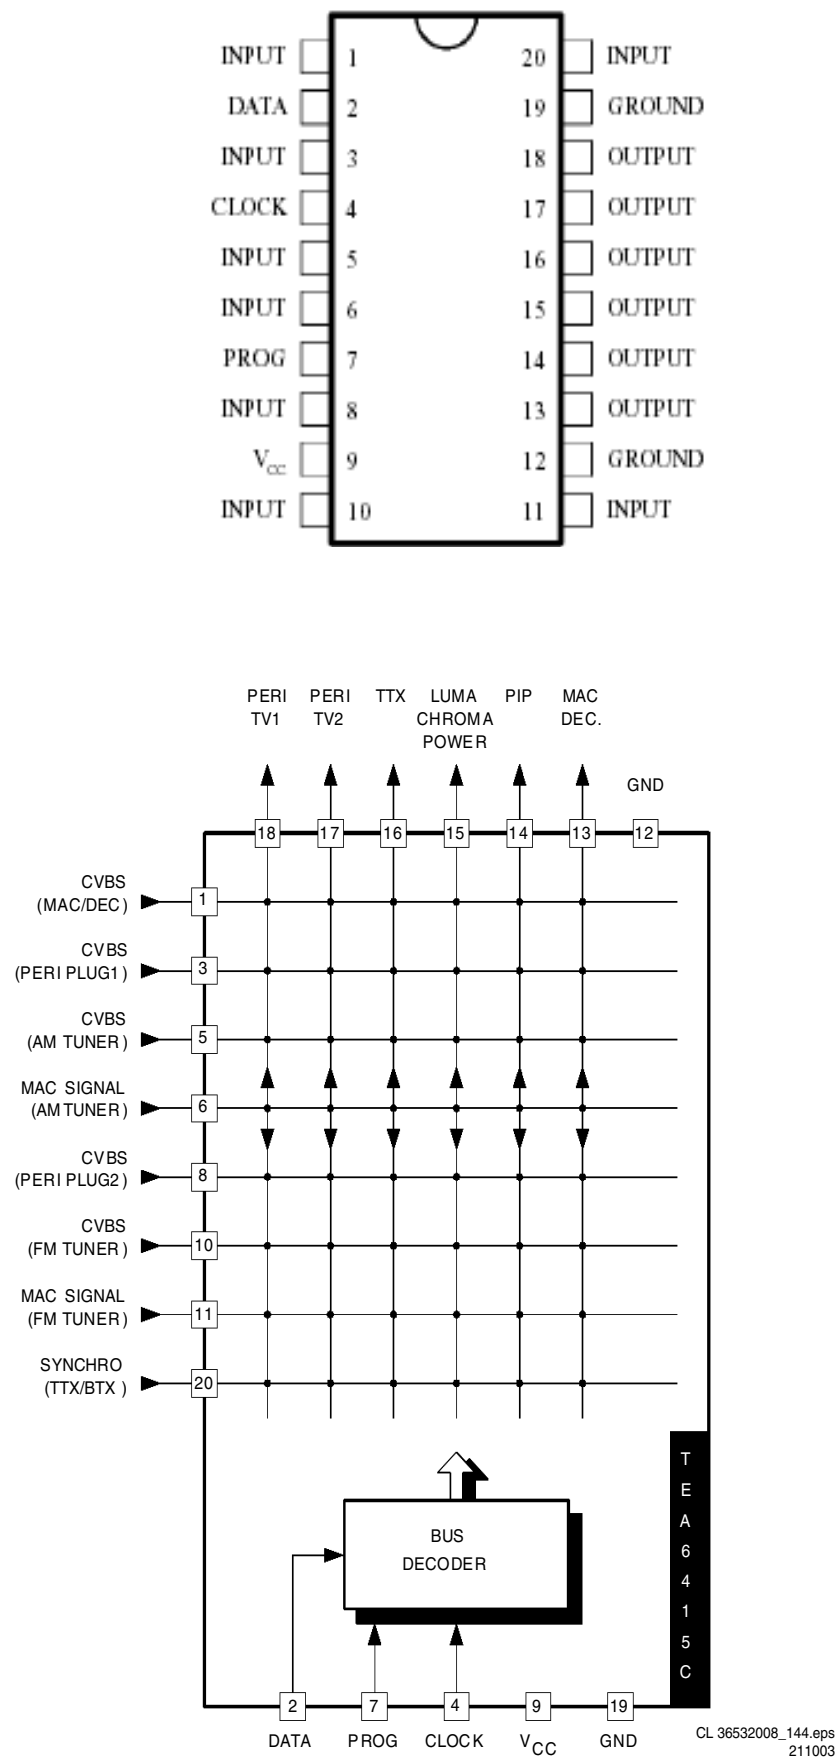 INPUT 1 20 INPUT
DATA 2 19 GROUND
INPUT 3 18 OUTPUT
CLOCK 4 17 OUTPUT
INPUT 5 16 OUTPUT
INPUT 6 15 OUTPUT
PROG 7 14 OUTPUT
INPUT 8 13 OUTPUT
VCC 9 12 GROUND
INPUT 10 11 INPUT
PERI PERI TTX LUMA PIP MAC
TV1 TV2 CHROMA DEC.
POWER
GND
18 17 16 15 14 13 12
CVBS
(MAC/DEC) 1
CVBS
(PERI PLUG1) 3
CVBS
(AM TUNER) 5
MAC SIGNAL
(AM TUNER) 6
CVBS
(PERI PLUG2) 8
CVBS
(FM TUNER) 10
MAC SIGNAL
(FM TUNER) 11
SYNCHRO
(TTX/BTX) 20
TEA6415C
BUS
DECODER
2 7 4 9 19
DATA PROG CLOCK VCC GND
CL 36532008_144.eps
211003